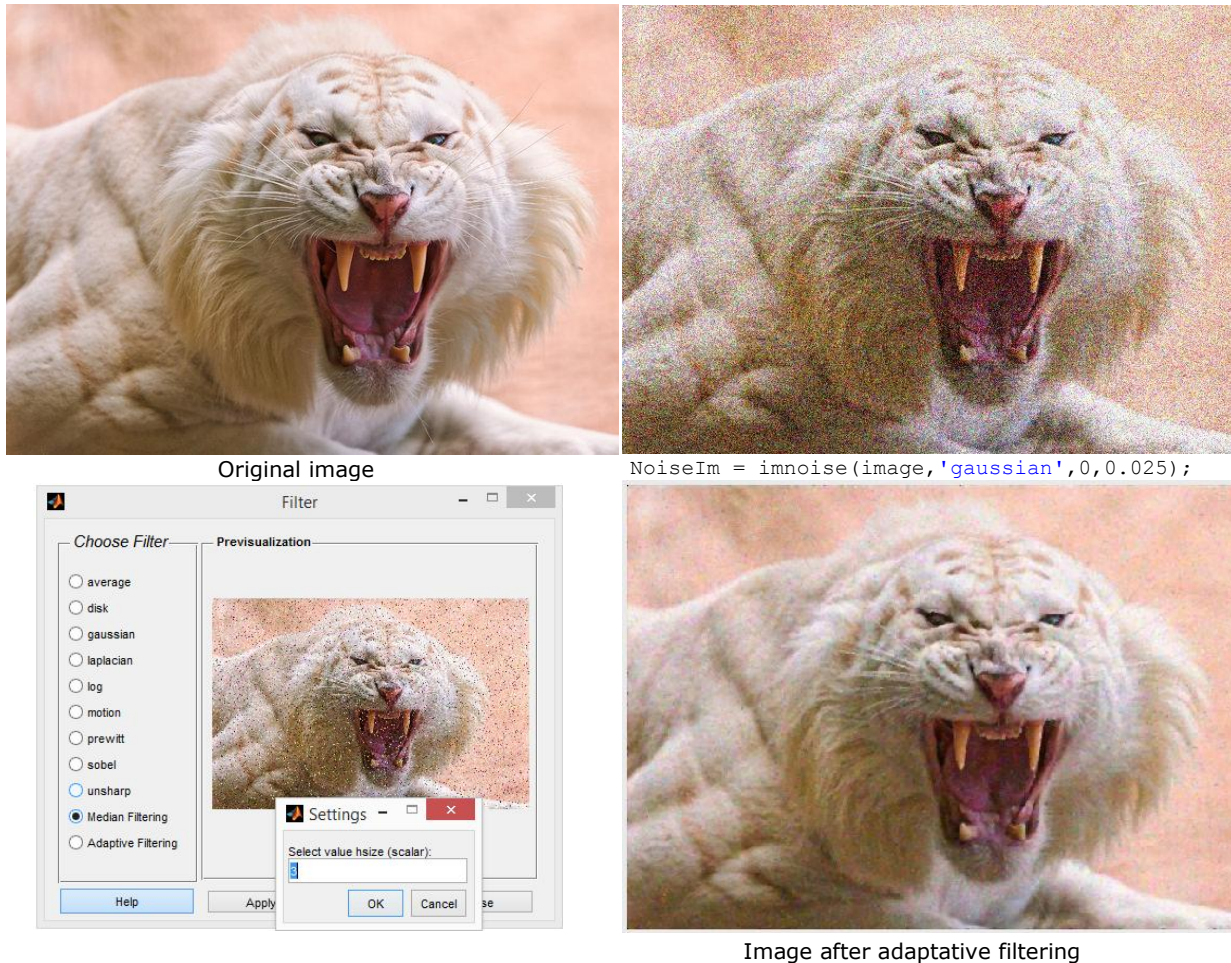 Original image
NoiseIm = imnoise(image,'gaussian',0,0.025);
Filter
Choose Filter
average
disk
gaussian
laplacian
log
motion
prewitt
sobel
unsharp
Median Filtering
Adaptive Filtering
Help
Previsualization
Apply
se
Settings
Select value hsize (scalar):
3
OK Cancel
Image after adaptative filtering